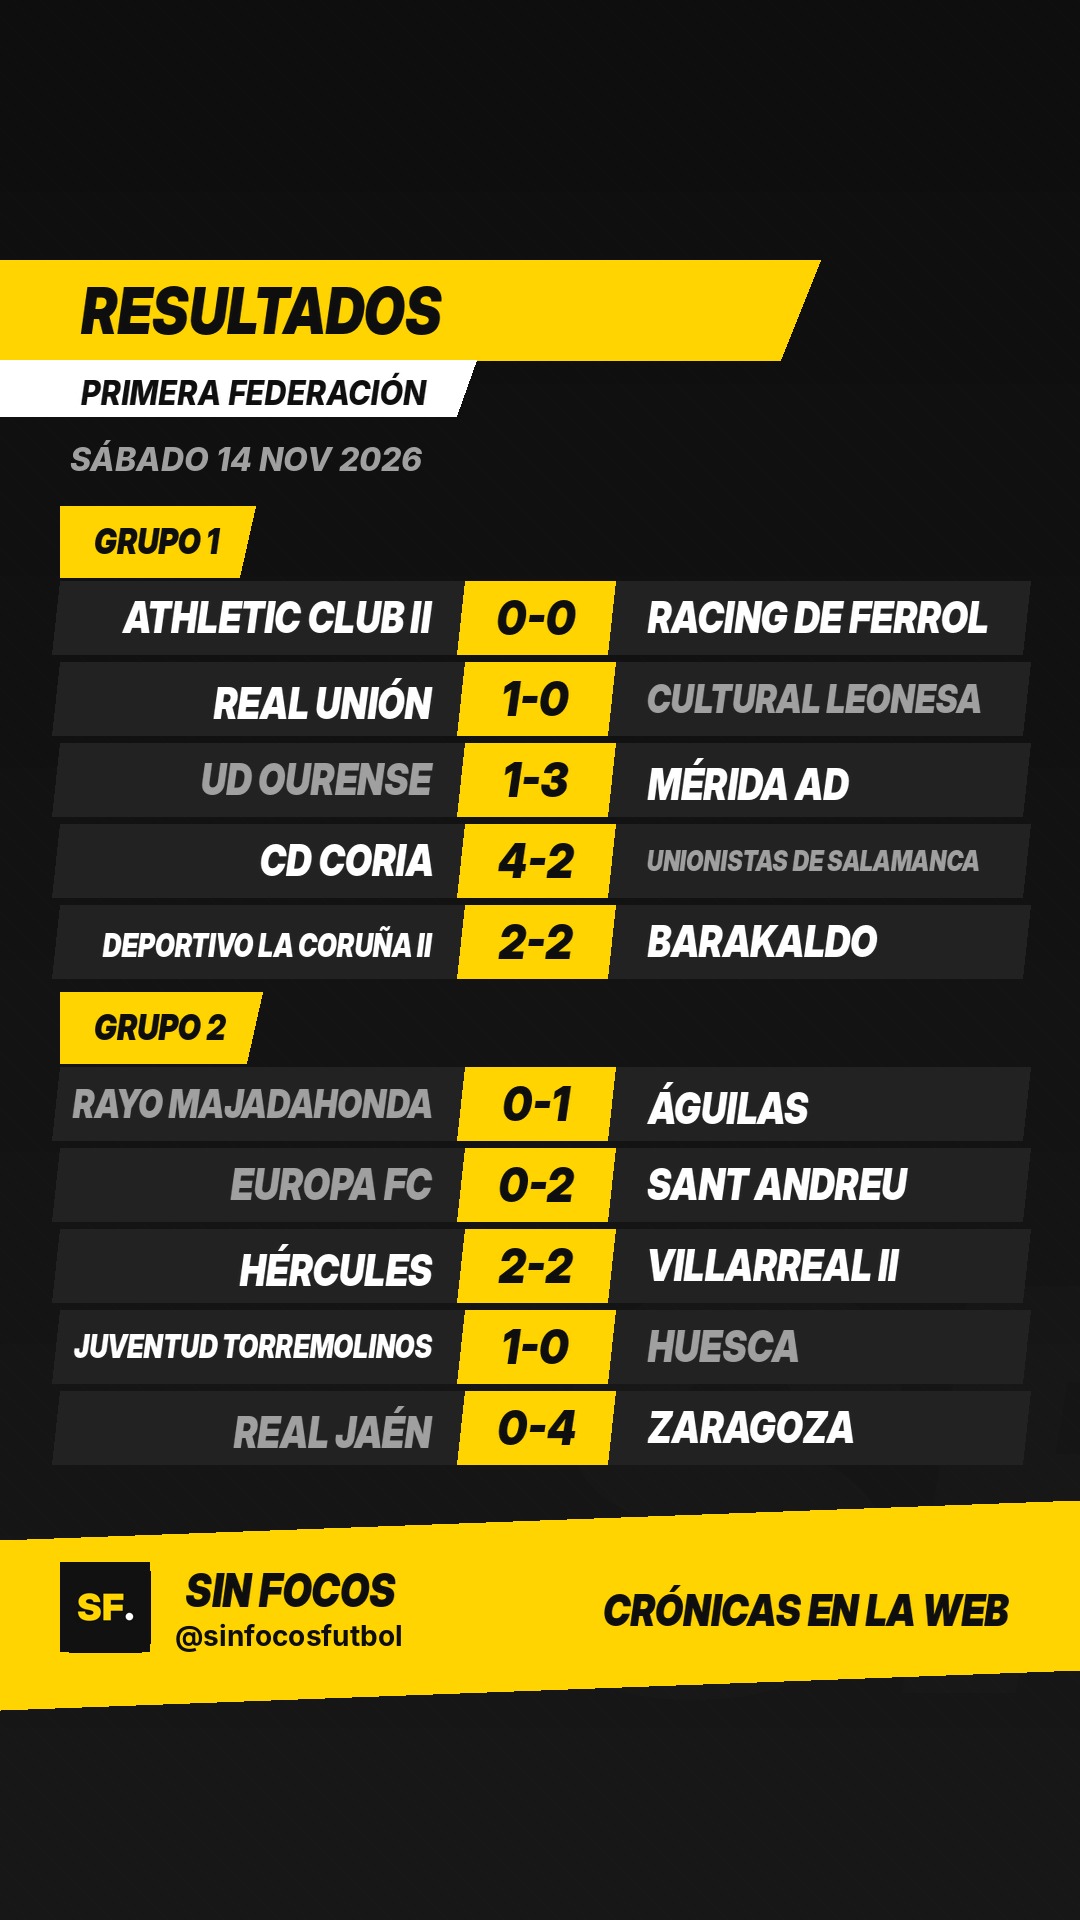 RESULTADOS
PRIMERA FEDERACIÓN
SÁBADO 14 NOV 2026
GRUPO 1
ATHLETIC CLUB II 0-0 RACING DE FERROL
REAL UNIÓN 1-0 CULTURAL LEONESA
UD OURENSE 1-3 MÉRIDA AD
CD CORIA 4-2 UNIONISTAS DE SALAMANCA
DEPORTIVO LA CORUÑA II 2-2 BARAKALDO
GRUPO 2
RAYO MAJADAHONDA 0-1 ÁGUILAS
EUROPA FC 0-2 SANT ANDREU
HÉRCULES 2-2 VILLARREAL II
JUVENTUD TORREMOLINOS 1-0 HUESCA
REAL JAÉN 0-4 ZARAGOZA
SF.
SIN FOCOS
@sinfocosfutbol
CRÓNICAS EN LA WEB